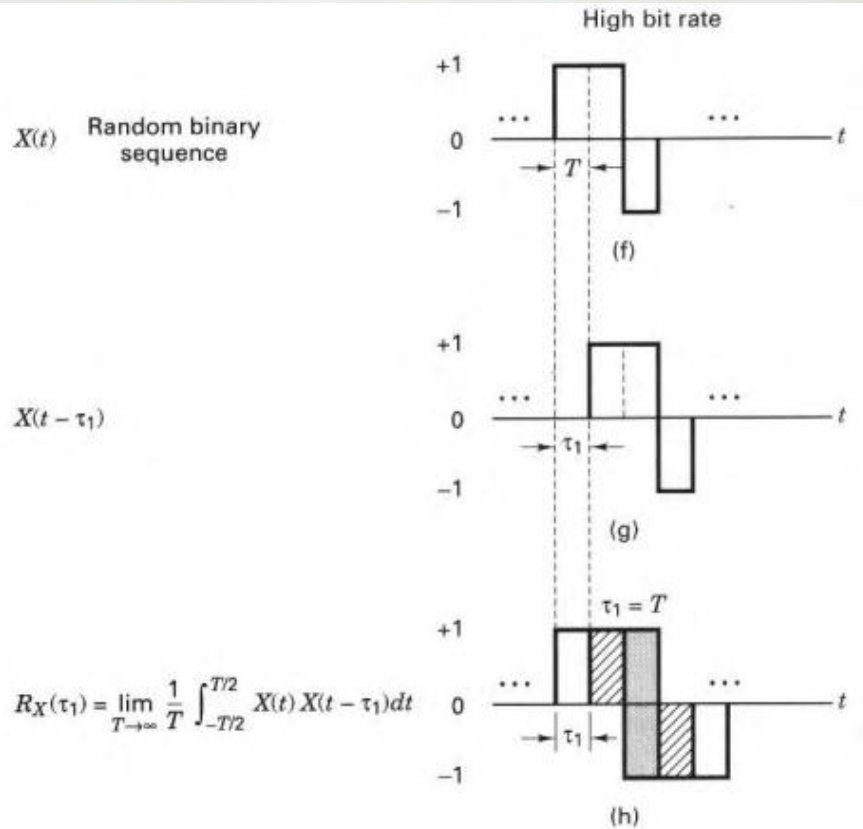 High bit rate
+1
X(t) Random binary
sequence
... ...
0 t
T
−1
(f)
+1
X(t − τ₁)
... ...
0 t
τ₁
−1
(g)
τ₁ = T
+1
R_X(τ₁) = lim_{T→∞} 1/T ∫_{−T/2}^{T/2} X(t) X(t − τ₁)dt
... ...
0 t
τ₁
−1
(h)